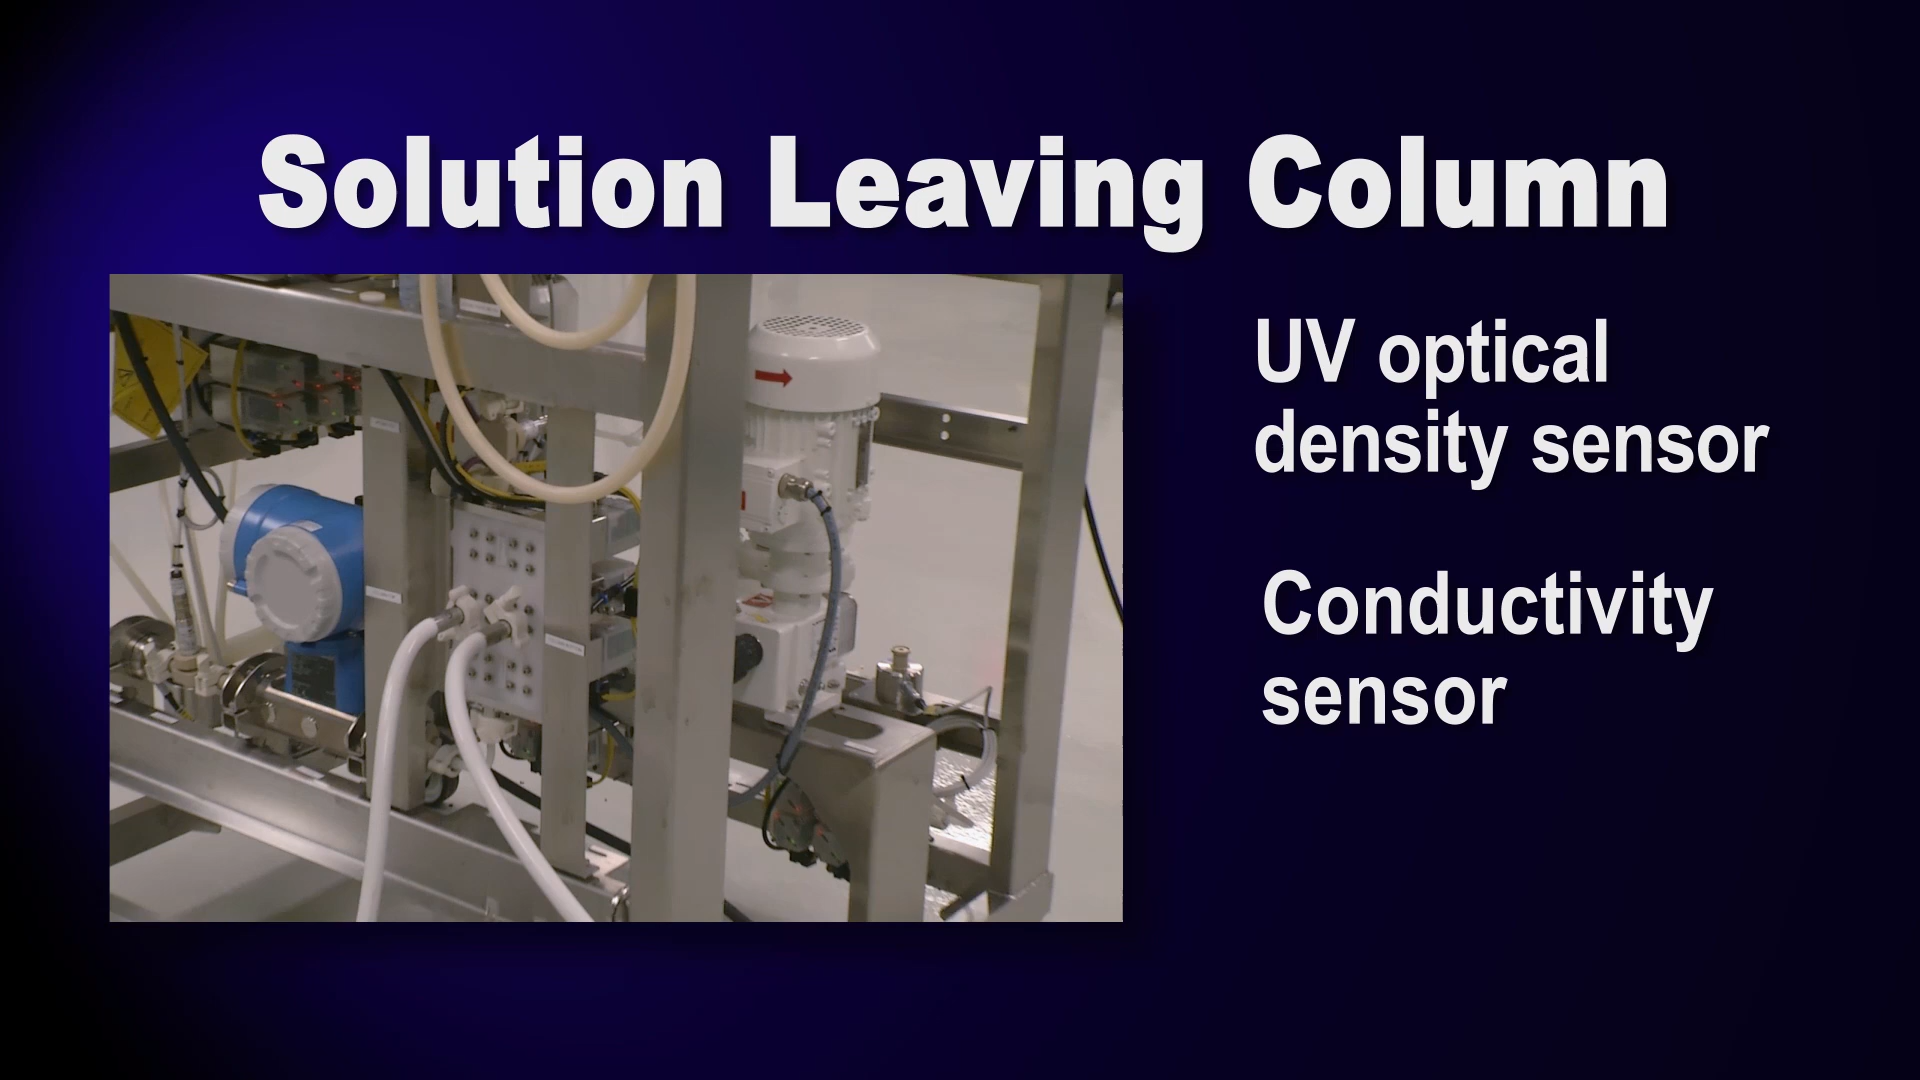 Solution Leaving Column
UV optical
density sensor
Conductivity
sensor